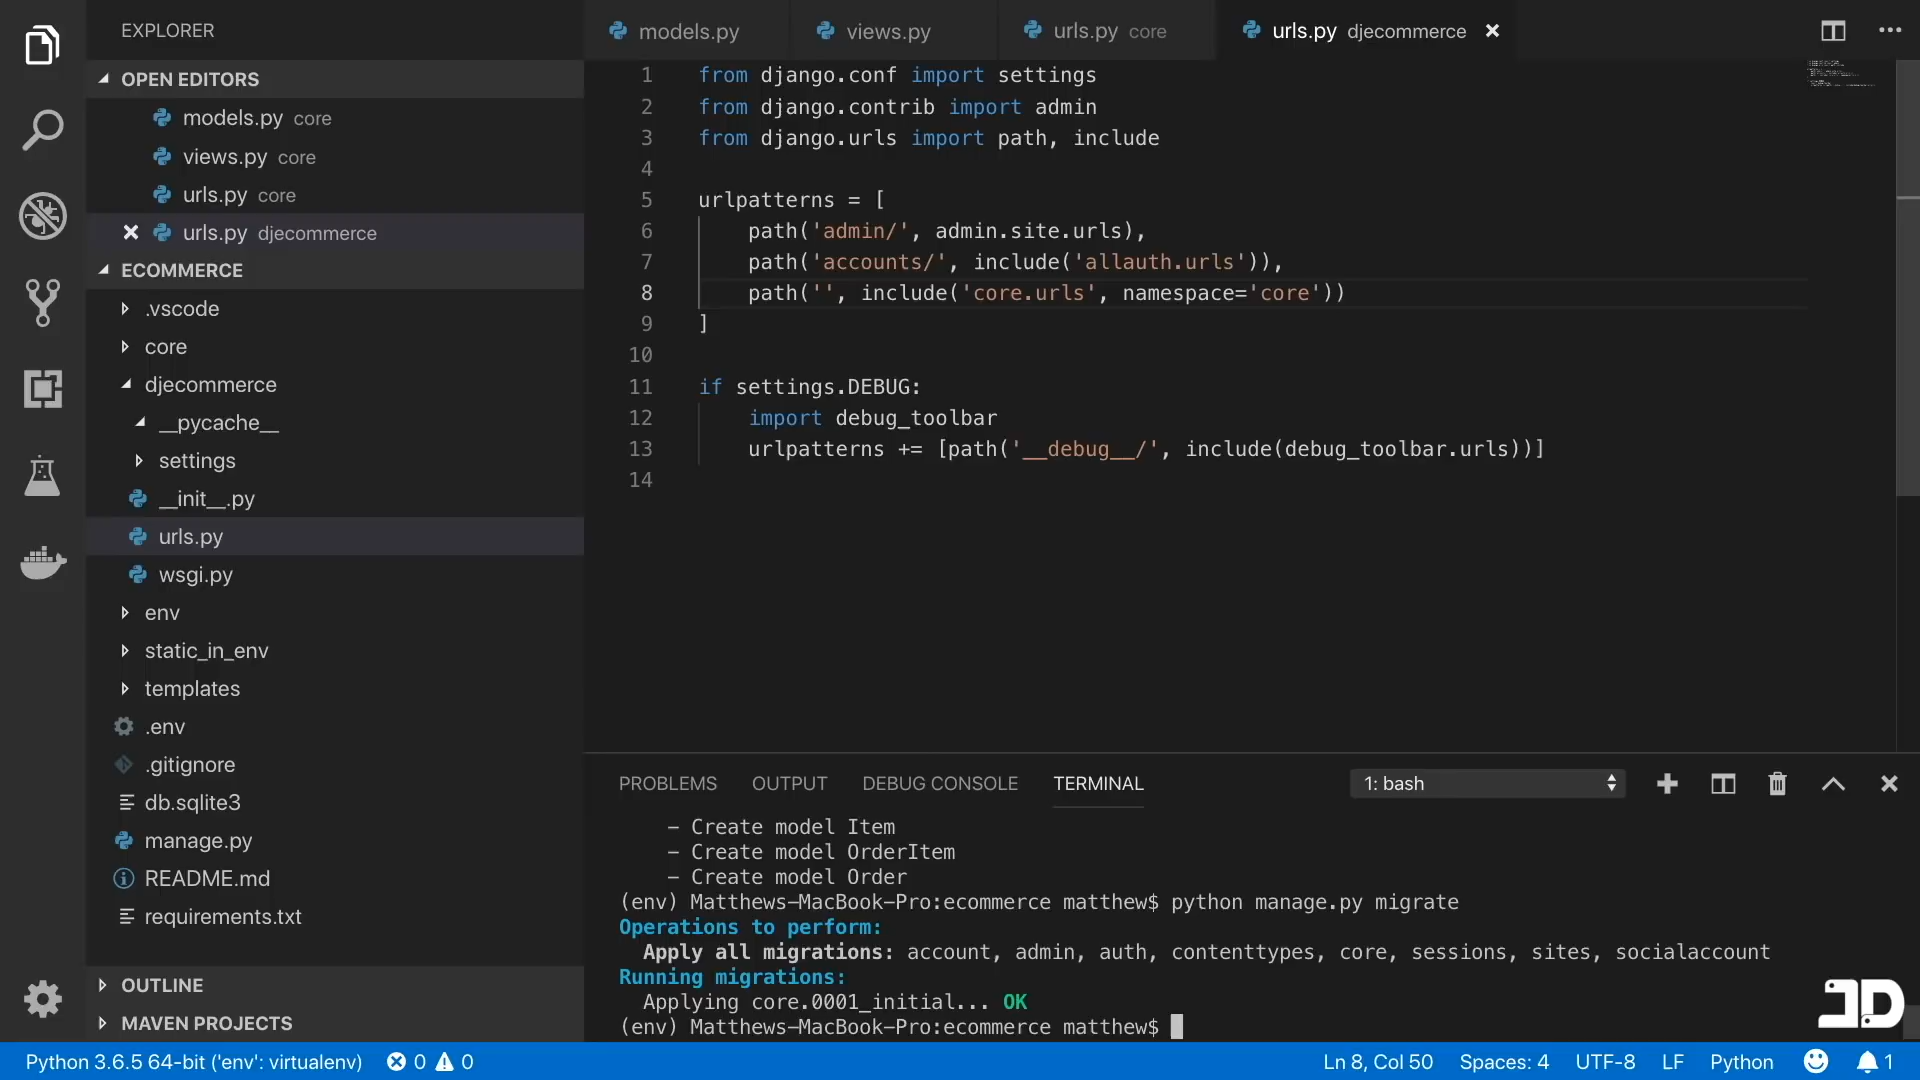 EXPLORER
OPEN EDITORS
models.py core
views.py core
urls.py core
urls.py djecommerce
ECOMMERCE
.vscode
core
djecommerce
__pycache__
settings
__init__.py
urls.py
wsgi.py
env
static_in_env
templates
.env
.gitignore
db.sqlite3
manage.py
README.md
requirements.txt
OUTLINE
MAVEN PROJECTS
models.py views.py urls.py core urls.py djecommerce
1 from django.conf import settings
2 from django.contrib import admin
3 from django.urls import path, include
4
5 urlpatterns = [
6 path('admin/', admin.site.urls),
7 path('accounts/', include('allauth.urls')),
8 path('', include('core.urls', namespace='core'))
9 ]
10
11 if settings.DEBUG:
12 import debug_toolbar
13 urlpatterns += [path('__debug__/', include(debug_toolbar.urls))]
14
PROBLEMS OUTPUT DEBUG CONSOLE TERMINAL 1: bash
- Create model Item
- Create model OrderItem
- Create model Order
(env) Matthews-MacBook-Pro:ecommerce matthew$ python manage.py migrate
Operations to perform:
Apply all migrations: account, admin, auth, contenttypes, core, sessions, sites, socialaccount
Running migrations:
Applying core.0001_initial... OK
(env) Matthews-MacBook-Pro:ecommerce matthew$
JD
Python 3.6.5 64-bit ('env': virtualenv) 0 0 Ln 8, Col 50 Spaces: 4 UTF-8 LF Python 1